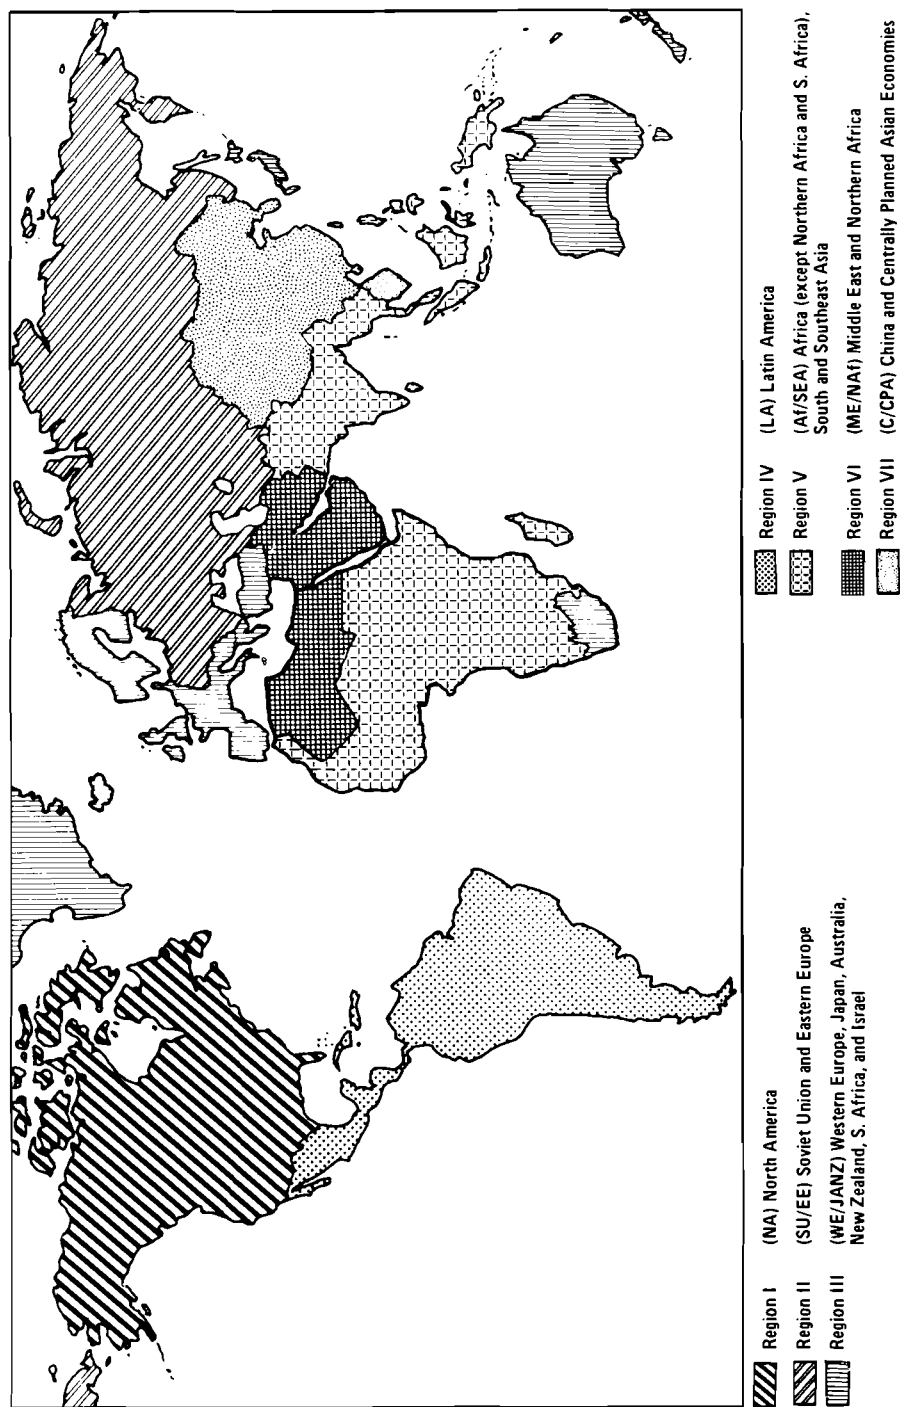 Region I (NA) North America
Region II (SU/EE) Soviet Union and Eastern Europe
Region III (WE/JANZ) Western Europe, Japan, Australia,
New Zealand, S. Africa, and Israel
Region IV (LA) Latin America
Region V (Af/SEA) Africa (except Northern Africa and S. Africa),
South and Southeast Asia
Region VI (ME/NAf) Middle East and Northern Africa
Region VII (C/CPA) China and Centrally Planned Asian Economies